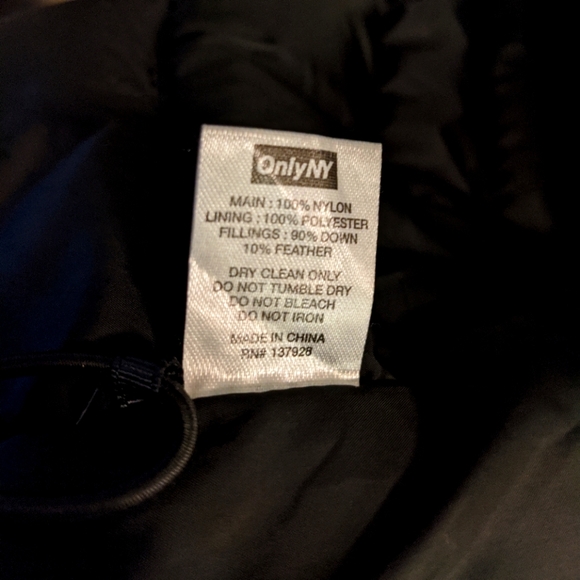 OnlyNY
MAIN : 100% NYLON
LINING : 100% POLYESTER
FILLINGS : 90% DOWN
10% FEATHER
DRY CLEAN ONLY
DO NOT TUMBLE DRY
DO NOT BLEACH
DO NOT IRON
MADE IN CHINA
RN# 137928